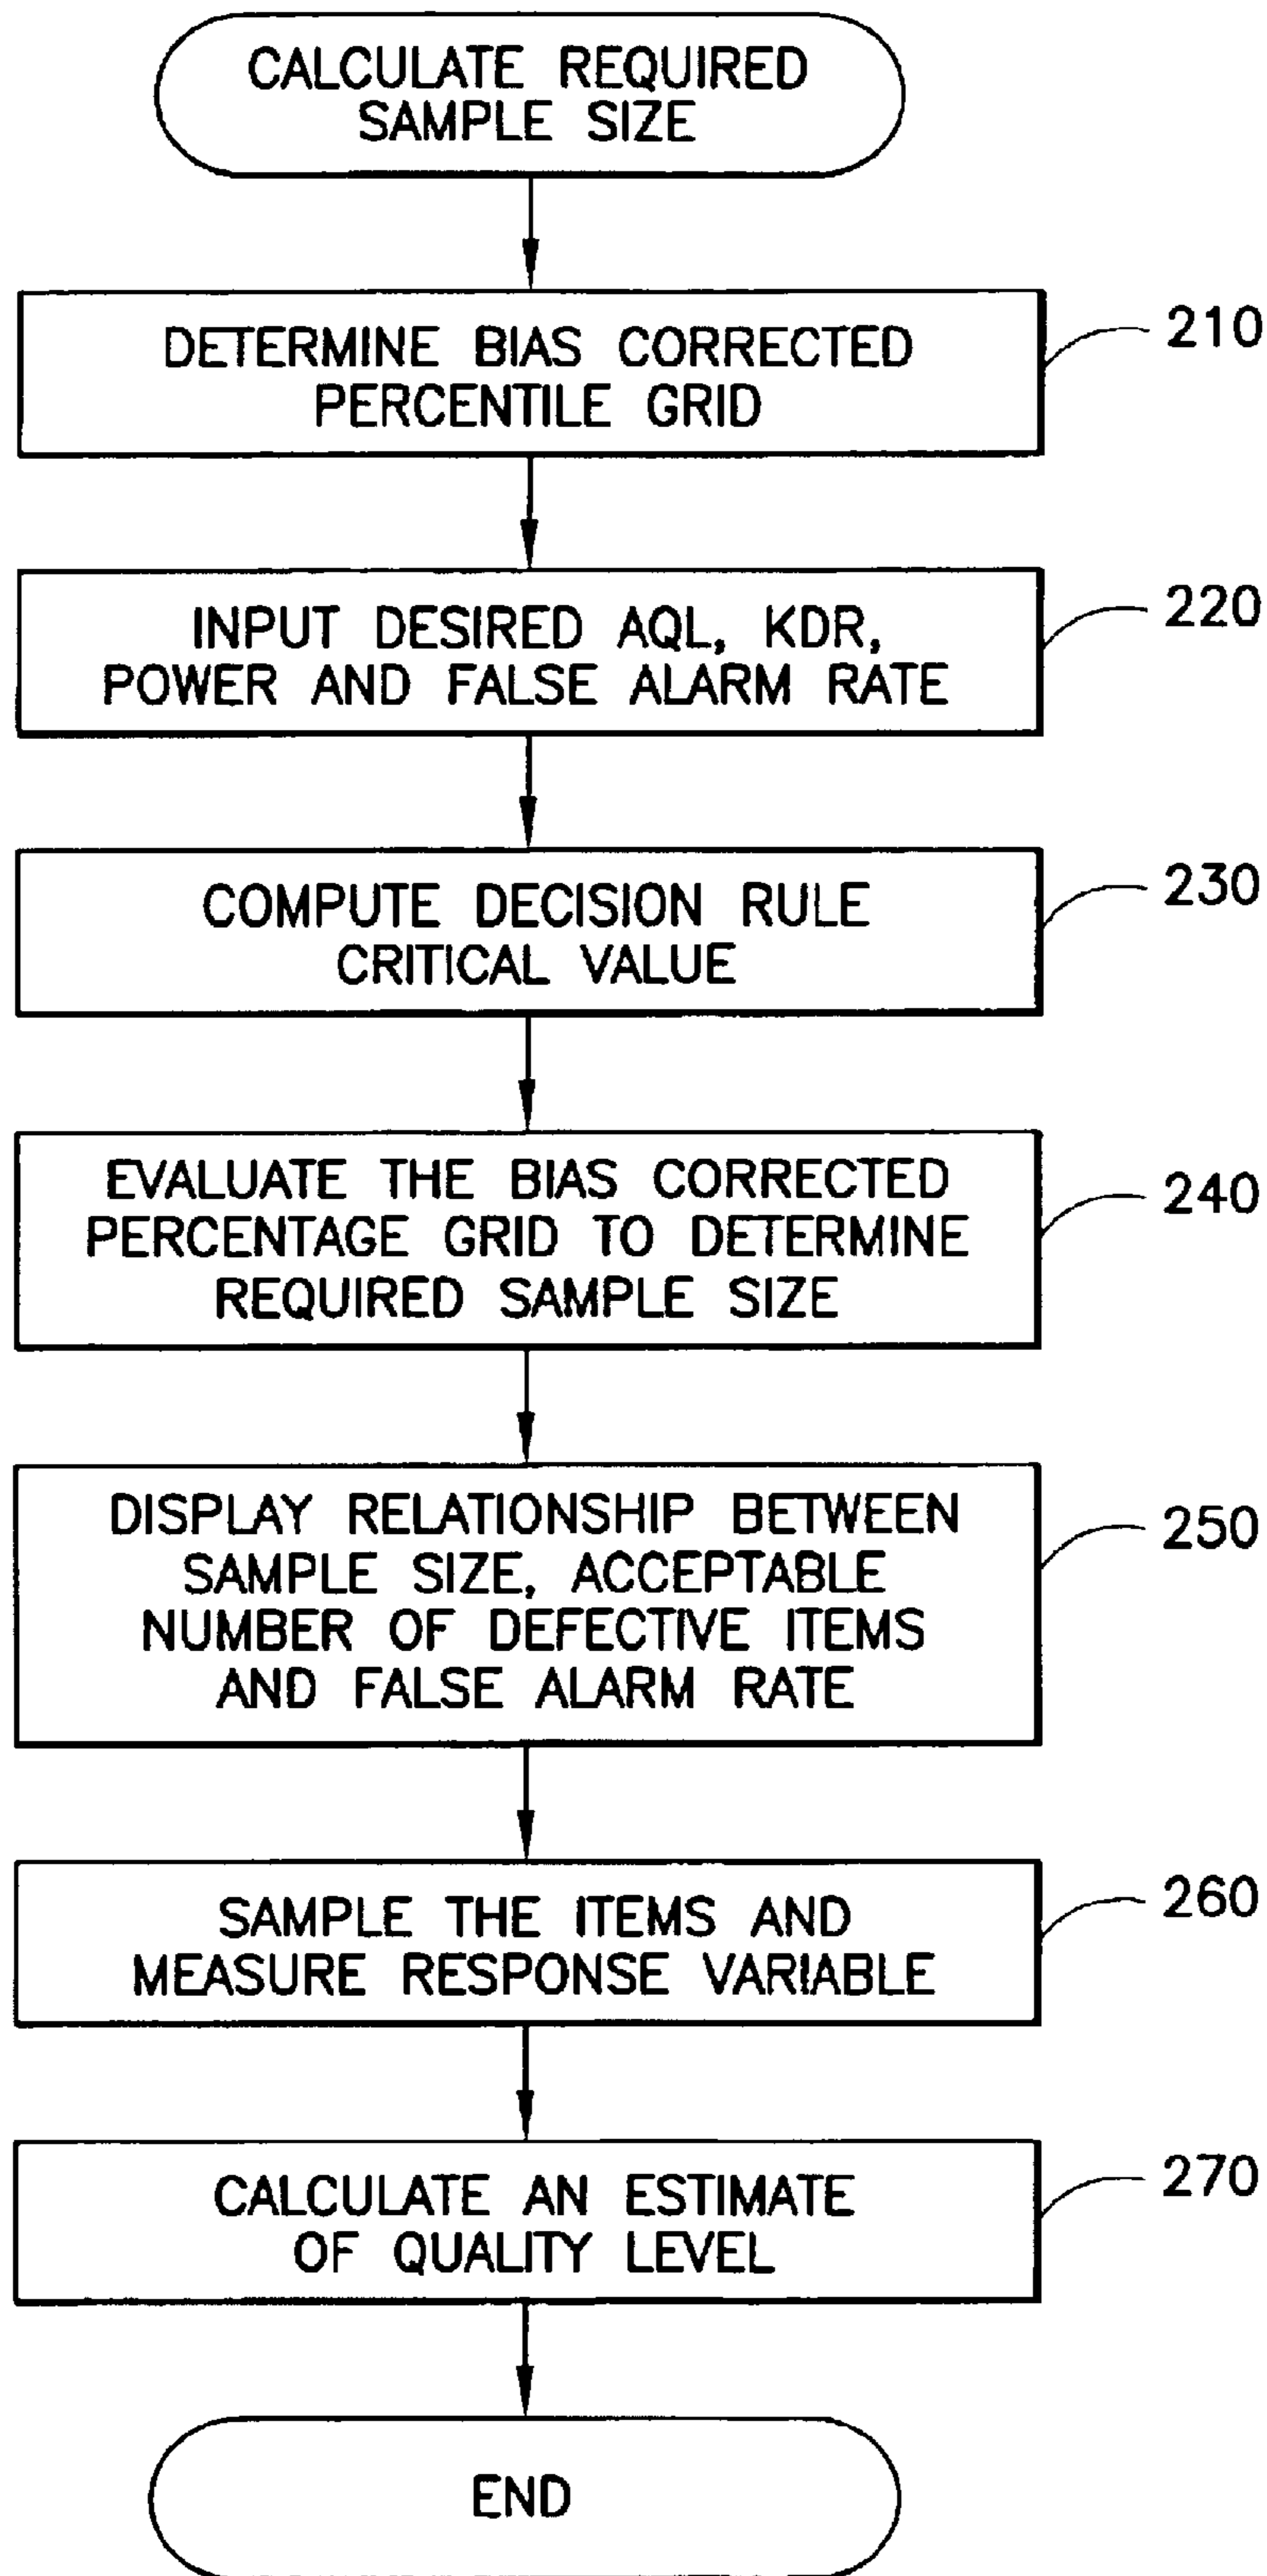 CALCULATE REQUIRED
SAMPLE SIZE
DETERMINE BIAS CORRECTED
PERCENTILE GRID
210
INPUT DESIRED AQL, KDR,
POWER AND FALSE ALARM RATE
220
COMPUTE DECISION RULE
CRITICAL VALUE
230
EVALUATE THE BIAS CORRECTED
PERCENTAGE GRID TO DETERMINE
REQUIRED SAMPLE SIZE
240
DISPLAY RELATIONSHIP BETWEEN
SAMPLE SIZE, ACCEPTABLE
NUMBER OF DEFECTIVE ITEMS
AND FALSE ALARM RATE
250
SAMPLE THE ITEMS AND
MEASURE RESPONSE VARIABLE
260
CALCULATE AN ESTIMATE
OF QUALITY LEVEL
270
END